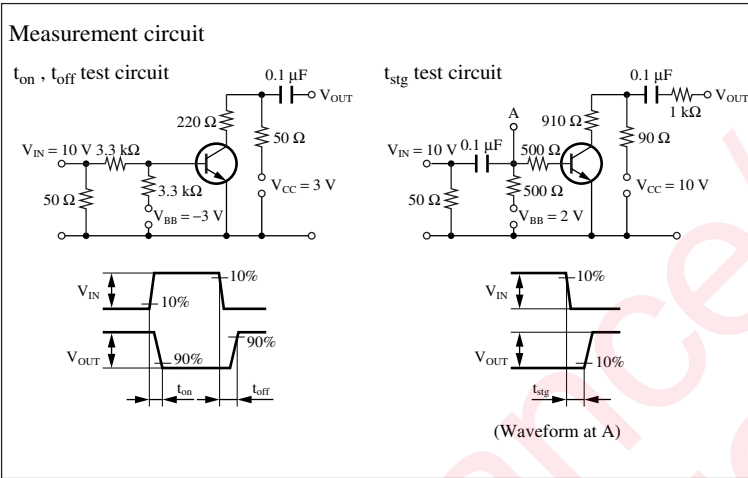 Measurement circuit
t_on , t_off test circuit
0.1 µF
V_OUT
220 Ω
50 Ω
V_IN = 10 V 3.3 kΩ
3.3 kΩ
50 Ω
V_CC = 3 V
V_BB = −3 V
V_IN
10%
10%
V_OUT
90%
90%
t_on
t_off
t_stg test circuit
0.1 µF
V_OUT
1 kΩ
A
910 Ω
90 Ω
V_IN = 10 V 0.1 µF
500 Ω
500 Ω
50 Ω
V_CC = 10 V
V_BB = 2 V
V_IN
10%
V_OUT
10%
t_stg
(Waveform at A)